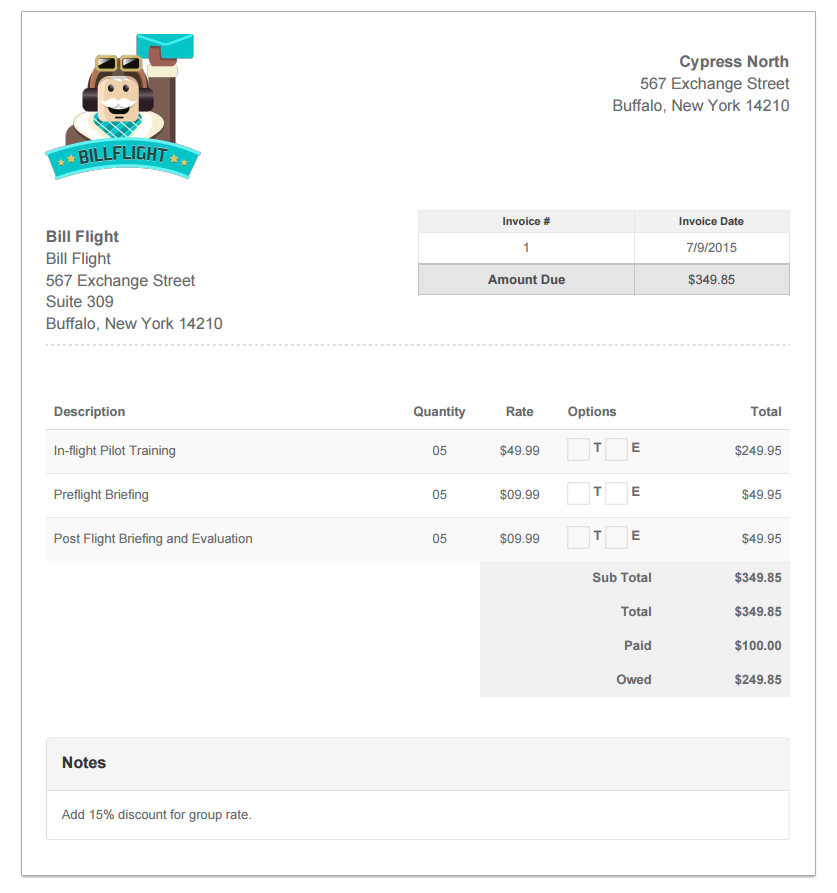 BILLFLIGHT
Cypress North
567 Exchange Street
Buffalo, New York 14210
Bill Flight
Bill Flight
567 Exchange Street
Suite 309
Buffalo, New York 14210
Invoice # Invoice Date
1 7/9/2015
Amount Due $349.85
Description Quantity Rate Options Total
In-flight Pilot Training 05 $49.99 T E $249.95
Preflight Briefing 05 $09.99 T E $49.95
Post Flight Briefing and Evaluation 05 $09.99 T E $49.95
Sub Total $349.85
Total $349.85
Paid $100.00
Owed $249.85
Notes
Add 15% discount for group rate.